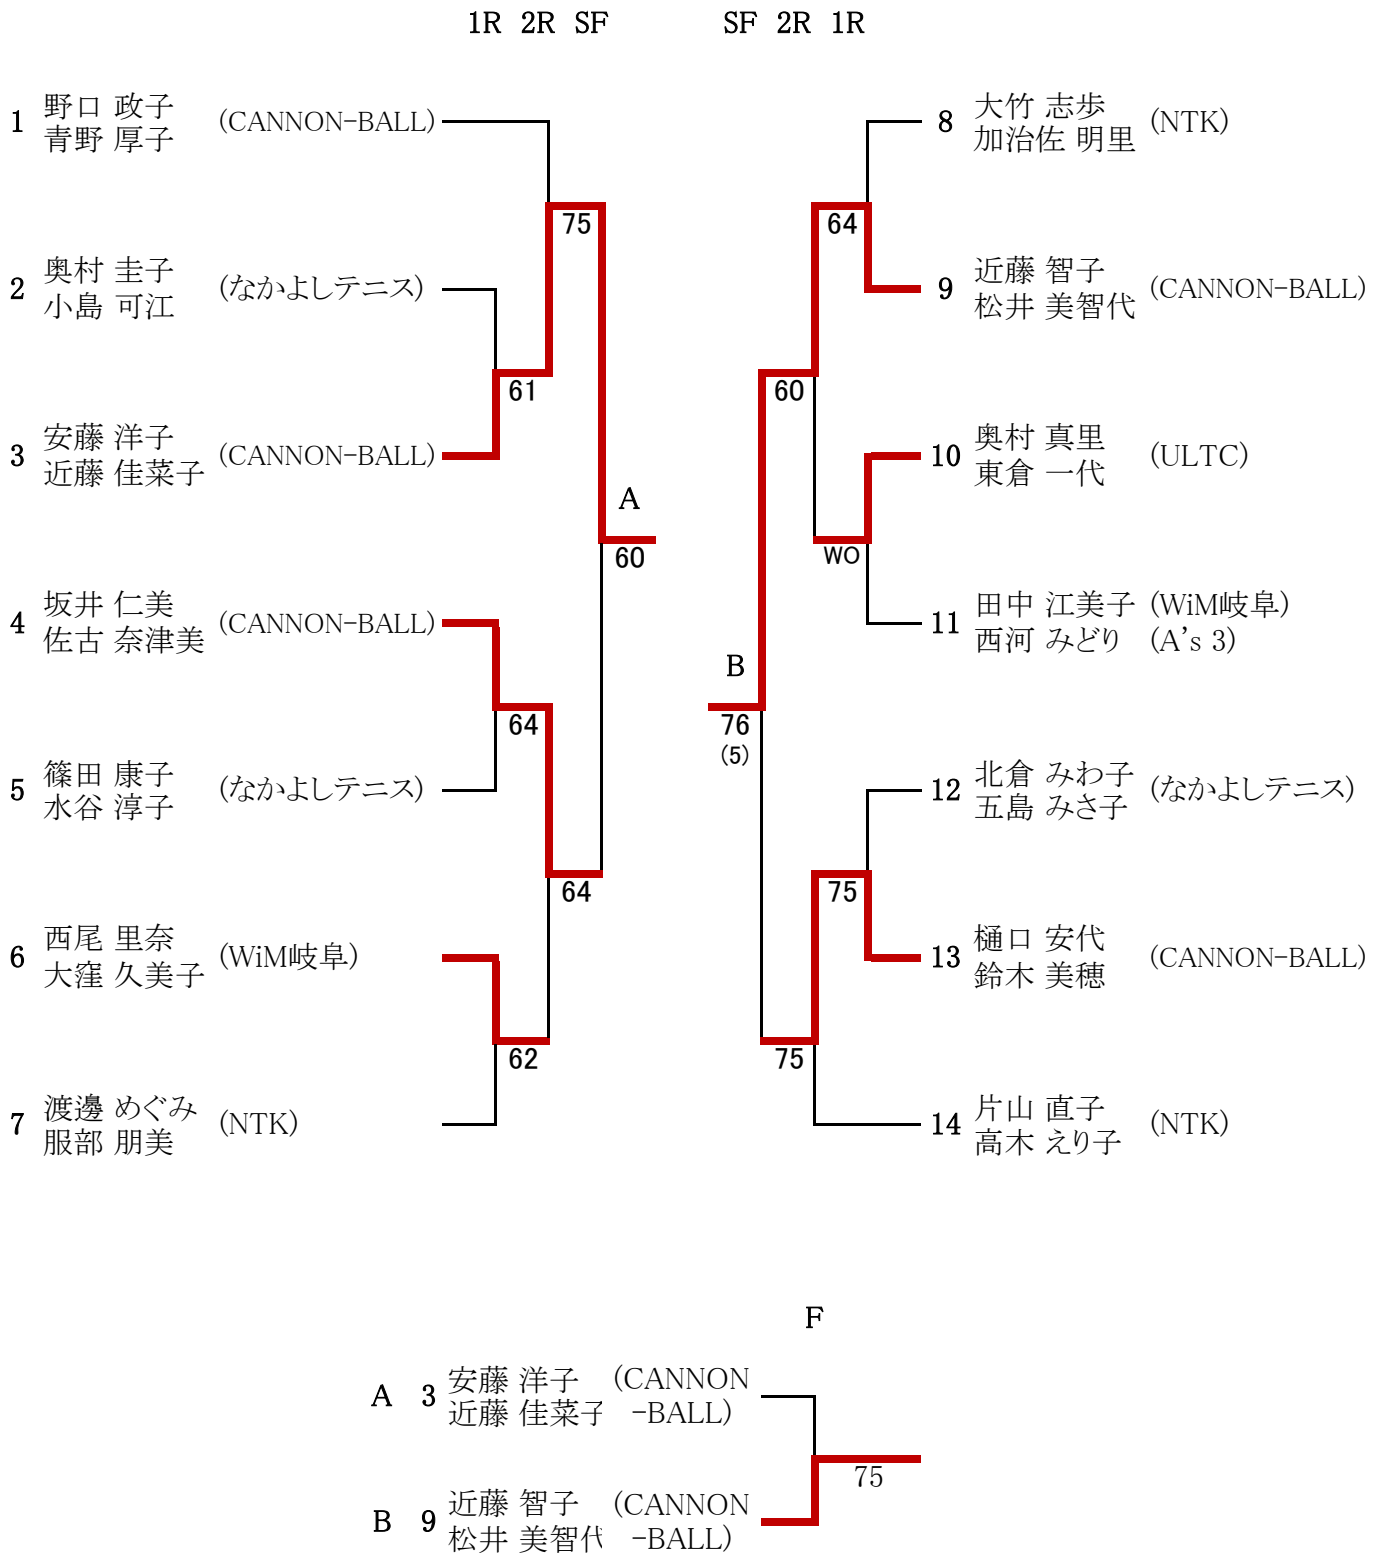 1R 2R SF
SF 2R 1R
1 野口 政子 (CANNON-BALL)
青野 厚子
75
2 奥村 圭子 (なかよしテニス)
小島 可江
61
3 安藤 洋子 (CANNON-BALL)
近藤 佳菜子
A
60
4 坂井 仁美 (CANNON-BALL)
佐古 奈津美
64
5 篠田 康子 (なかよしテニス)
水谷 淳子
64
6 西尾 里奈 (WiM岐阜)
大窪 久美子
62
7 渡邊 めぐみ (NTK)
服部 朋美
8 大竹 志歩 (NTK)
加治佐 明里
64
9 近藤 智子 (CANNON-BALL)
松井 美智代
60
10 奥村 真里 (ULTC)
東倉 一代
WO
11 田中 江美子 (WiM岐阜)
西河 みどり (A's 3)
B
76
(5)
12 北倉 みわ子 (なかよしテニス)
五島 みさ子
75
13 樋口 安代 (CANNON-BALL)
鈴木 美穂
75
14 片山 直子 (NTK)
高木 えり子
F
A 3 安藤 洋子 (CANNON
近藤 佳菜子 -BALL)
75
B 9 近藤 智子 (CANNON
松井 美智代 -BALL)